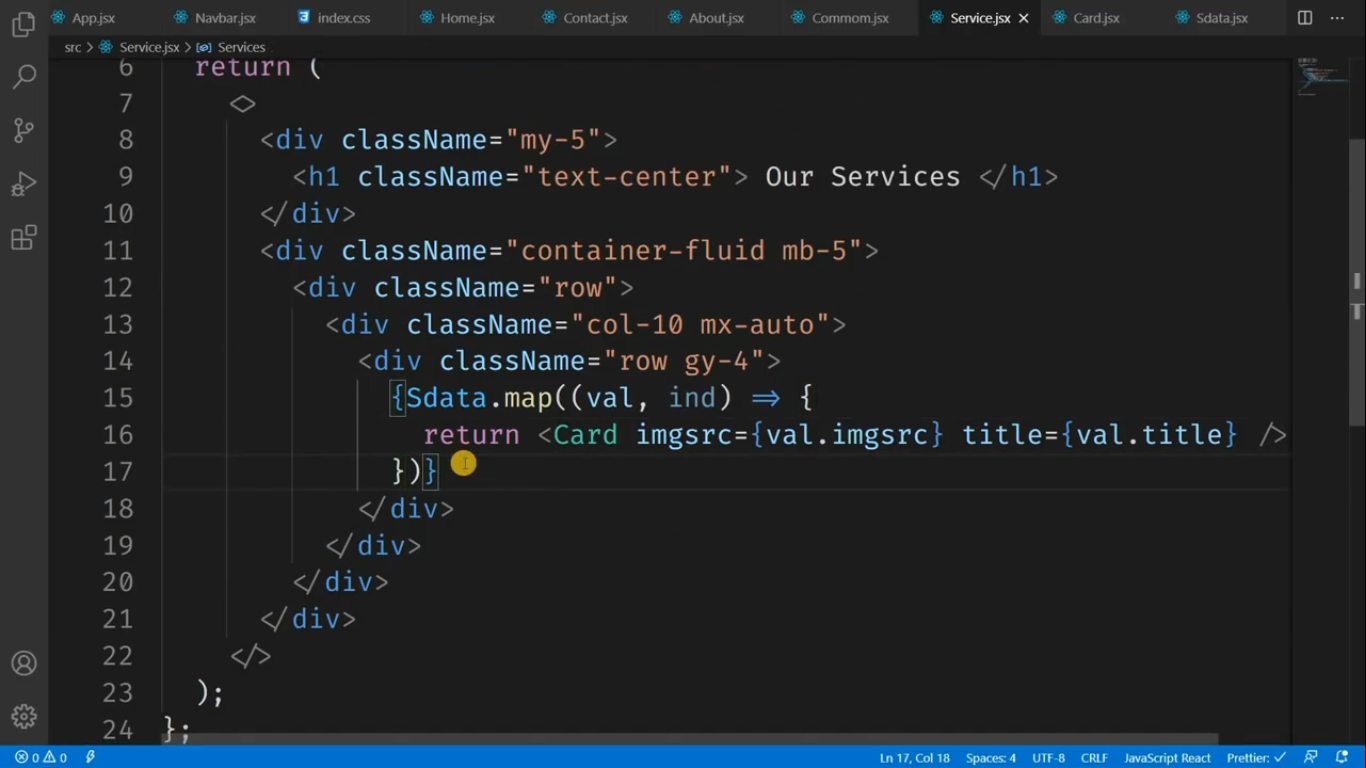 App.jsx Navbar.jsx index.css Home.jsx Contact.jsx About.jsx Commom.jsx Service.jsx Card.jsx Sdata.jsx
src > Service.jsx > Services
6 return (
7 <>
8 <div className="my-5">
9 <h1 className="text-center"> Our Services </h1>
10 </div>
11 <div className="container-fluid mb-5">
12 <div className="row">
13 <div className="col-10 mx-auto">
14 <div className="row gy-4">
15 {Sdata.map((val, ind) => {
16 return <Card imgsrc={val.imgsrc} title={val.title} />
17 })}
18 </div>
19 </div>
20 </div>
21 </div>
22 </>
23 );
24 };
0 0 Ln 17, Col 18 Spaces: 4 UTF-8 CRLF JavaScript React Prettier: ✓